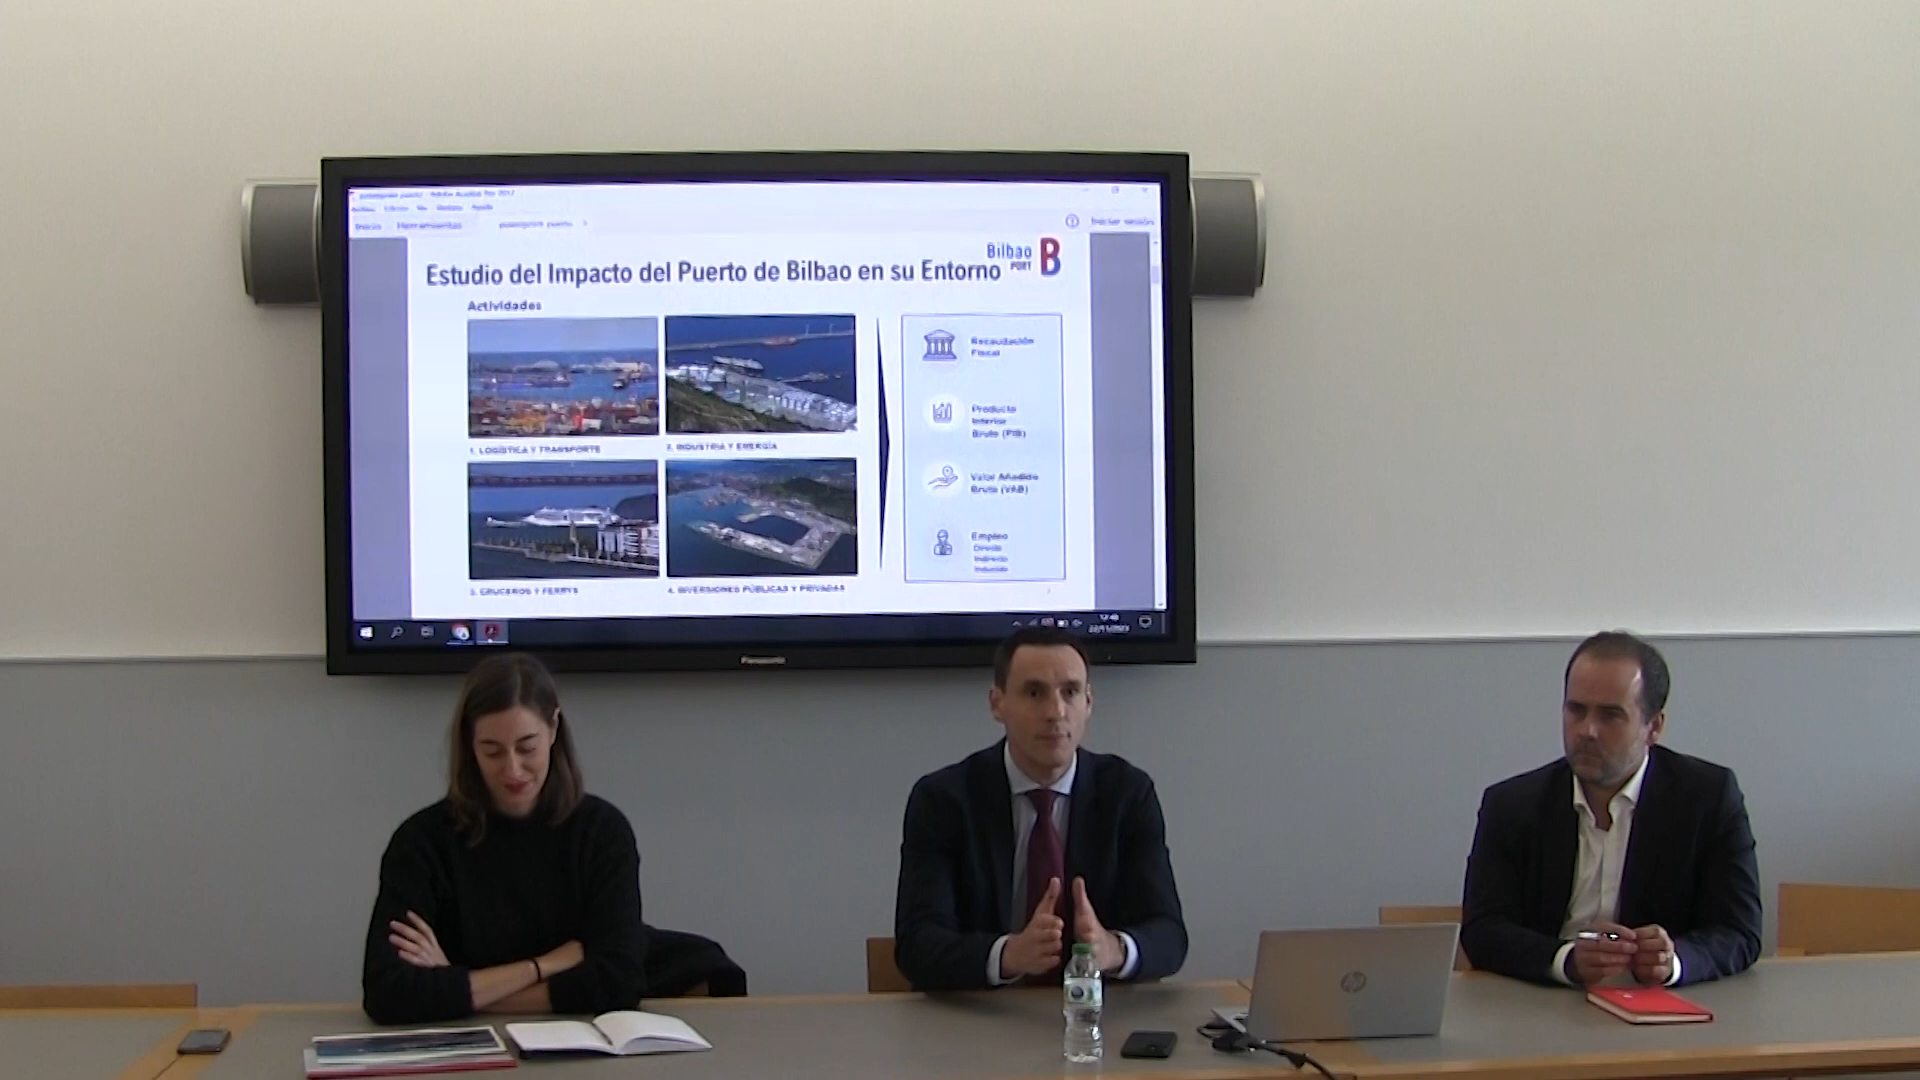 Inicio Herramientas
Iniciar sesión
Bilbao
PORT
B
Estudio del Impacto del Puerto de Bilbao en su Entorno
Actividades
1. LOGÍSTICA Y TRANSPORTE
2. INDUSTRIA Y ENERGÍA
3. CRUCEROS Y FERRYS
4. INVERSIONES PÚBLICAS Y PRIVADAS
Recaudación
Fiscal
Producto
Interior
Bruto (PIB)
Valor Añadido
Bruto (VAB)
Empleo
Directo
Indirecto
Inducido
Panasonic
hp